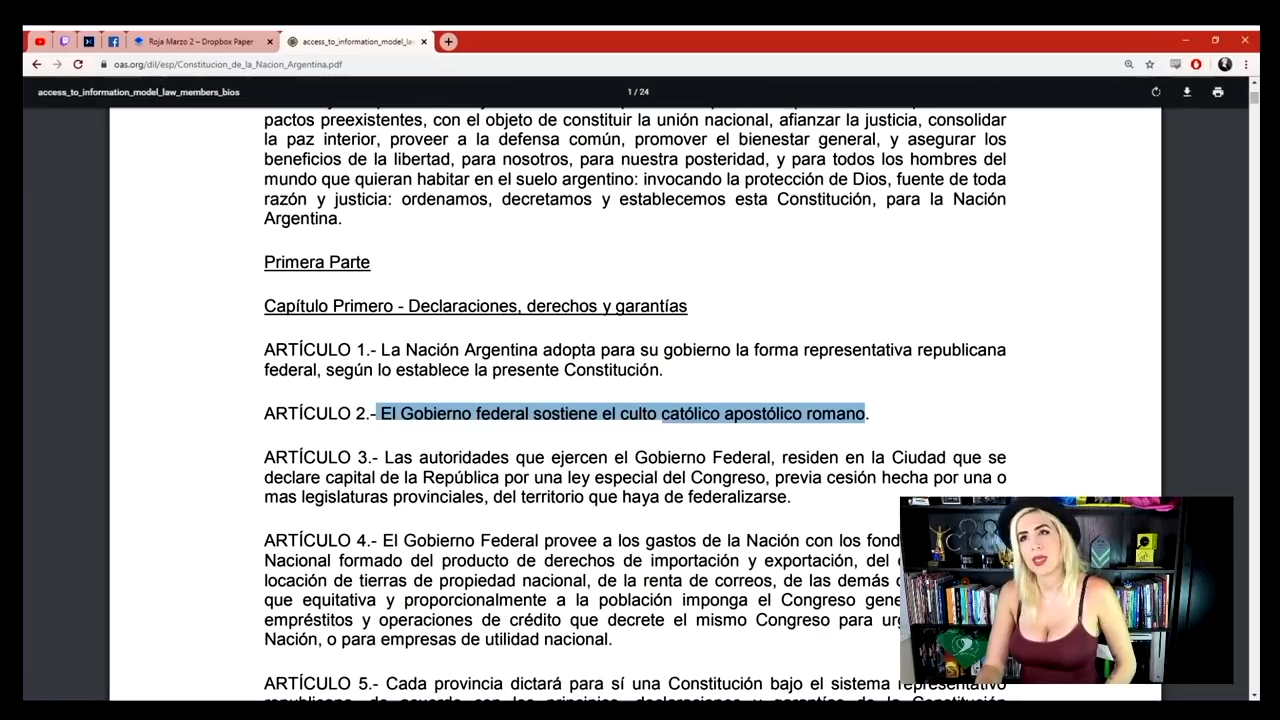 Roja Marzo 2 – Dropbox Paper
access_to_information_model_la
oas.org/dil/esp/Constitucion_de_la_Nacion_Argentina.pdf
access_to_information_model_law_members_bios
1 / 24
pactos preexistentes, con el objeto de constituir la unión nacional, afianzar la justicia, consolidar
la paz interior, proveer a la defensa común, promover el bienestar general, y asegurar los
beneficios de la libertad, para nosotros, para nuestra posteridad, y para todos los hombres del
mundo que quieran habitar en el suelo argentino: invocando la protección de Dios, fuente de toda
razón y justicia: ordenamos, decretamos y establecemos esta Constitución, para la Nación
Argentina.
Primera Parte
Capítulo Primero - Declaraciones, derechos y garantías
ARTÍCULO 1.- La Nación Argentina adopta para su gobierno la forma representativa republicana
federal, según lo establece la presente Constitución.
ARTÍCULO 2.- El Gobierno federal sostiene el culto católico apostólico romano.
ARTÍCULO 3.- Las autoridades que ejercen el Gobierno Federal, residen en la Ciudad que se
declare capital de la República por una ley especial del Congreso, previa cesión hecha por una o
mas legislaturas provinciales, del territorio que haya de federalizarse.
ARTÍCULO 4.- El Gobierno Federal provee a los gastos de la Nación con los fond
Nacional formado del producto de derechos de importación y exportación, del
locación de tierras de propiedad nacional, de la renta de correos, de las demás
que equitativa y proporcionalmente a la población imponga el Congreso gene
empréstitos y operaciones de crédito que decrete el mismo Congreso para urg
Nación, o para empresas de utilidad nacional.
ARTÍCULO 5.- Cada provincia dictará para sí una Constitución bajo el sistema representativo